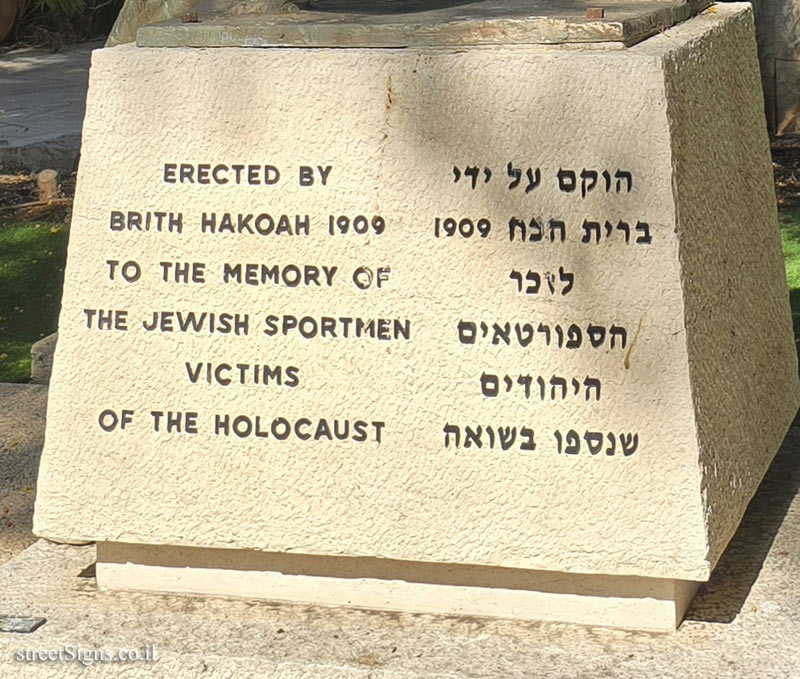 ERECTED BY
BRITH HAKOAH 1909
TO THE MEMORY OF
THE JEWISH SPORTMEN
VICTIMS
OF THE HOLOCAUST
הוקם על ידי
ברית הכח 1909
לזכר
הספורטאים
היהודים
שנספו בשואה
streetSigns.co.il